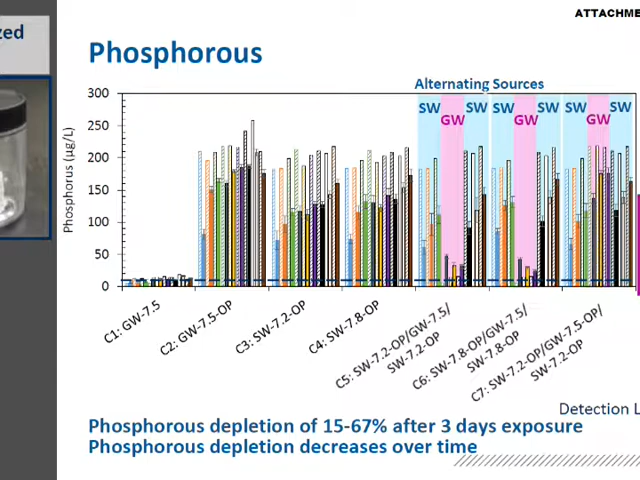 ATTACHME
zed
Phosphorous
Alternating Sources
300
250
200
150
100
50
0
Phosphorus (µg/L)
SW
GW
SW
SW
GW
SW
SW
GW
SW
C1: GW-7.5
C2: GW-7.5-OP
C3: SW-7.2-OP
C4: SW-7.8-OP
C5: SW-7.2-OP/GW-7.5/
SW-7.2-OP
C6: SW-7.8-OP/GW-7.5/
SW-7.8-OP
C7: SW-7.2-OP/GW-7.5-OP/
SW-7.2-OP
Detection L
Phosphorous depletion of 15-67% after 3 days exposure
Phosphorous depletion decreases over time